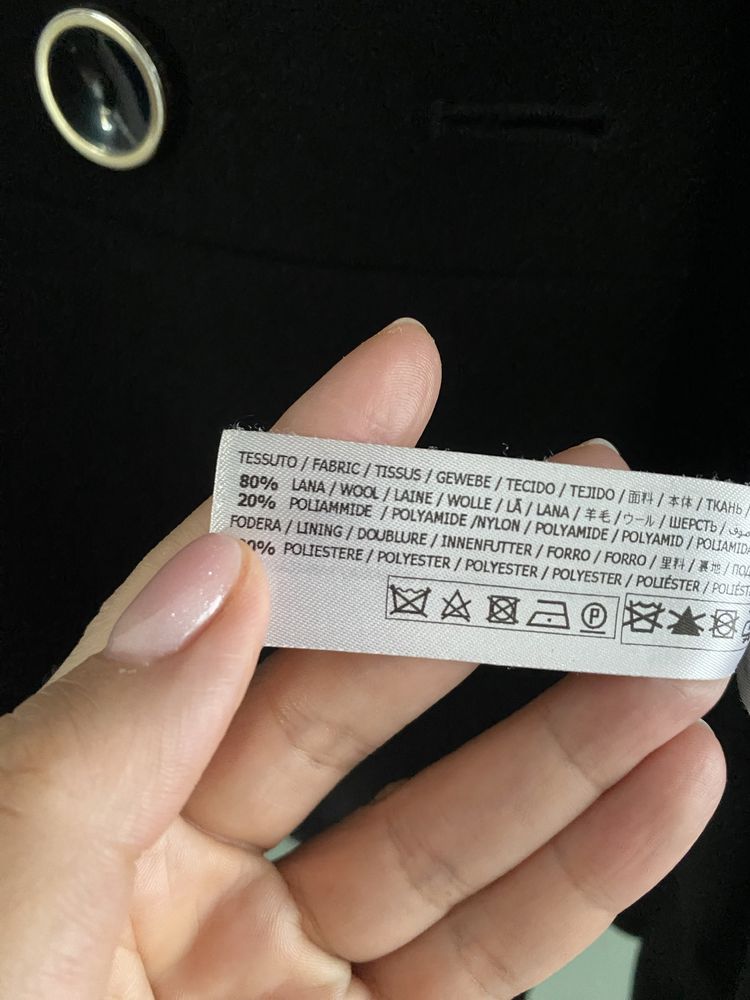 TESSUTO / FABRIC / TISSUS / GEWEBE / TECIDO / TEJIDO / 面料 / 本体 / ТКАНЬ /
80% LANA / WOOL / LAINE / WOLLE / LÃ / LANA / 羊毛 / ウール / ШЕРСТЬ / صوف
20% POLIAMMIDE / POLYAMIDE /NYLON / POLYAMIDE / POLYAMID / POLIAMIDA
FODERA / LINING / DOUBLURE / INNENFUTTER / FORRO / FORRO / 里料 / 裏地 /
POLIESTERE / POLYESTER / POLYESTER / POLYESTER / POLIÉSTER /
P